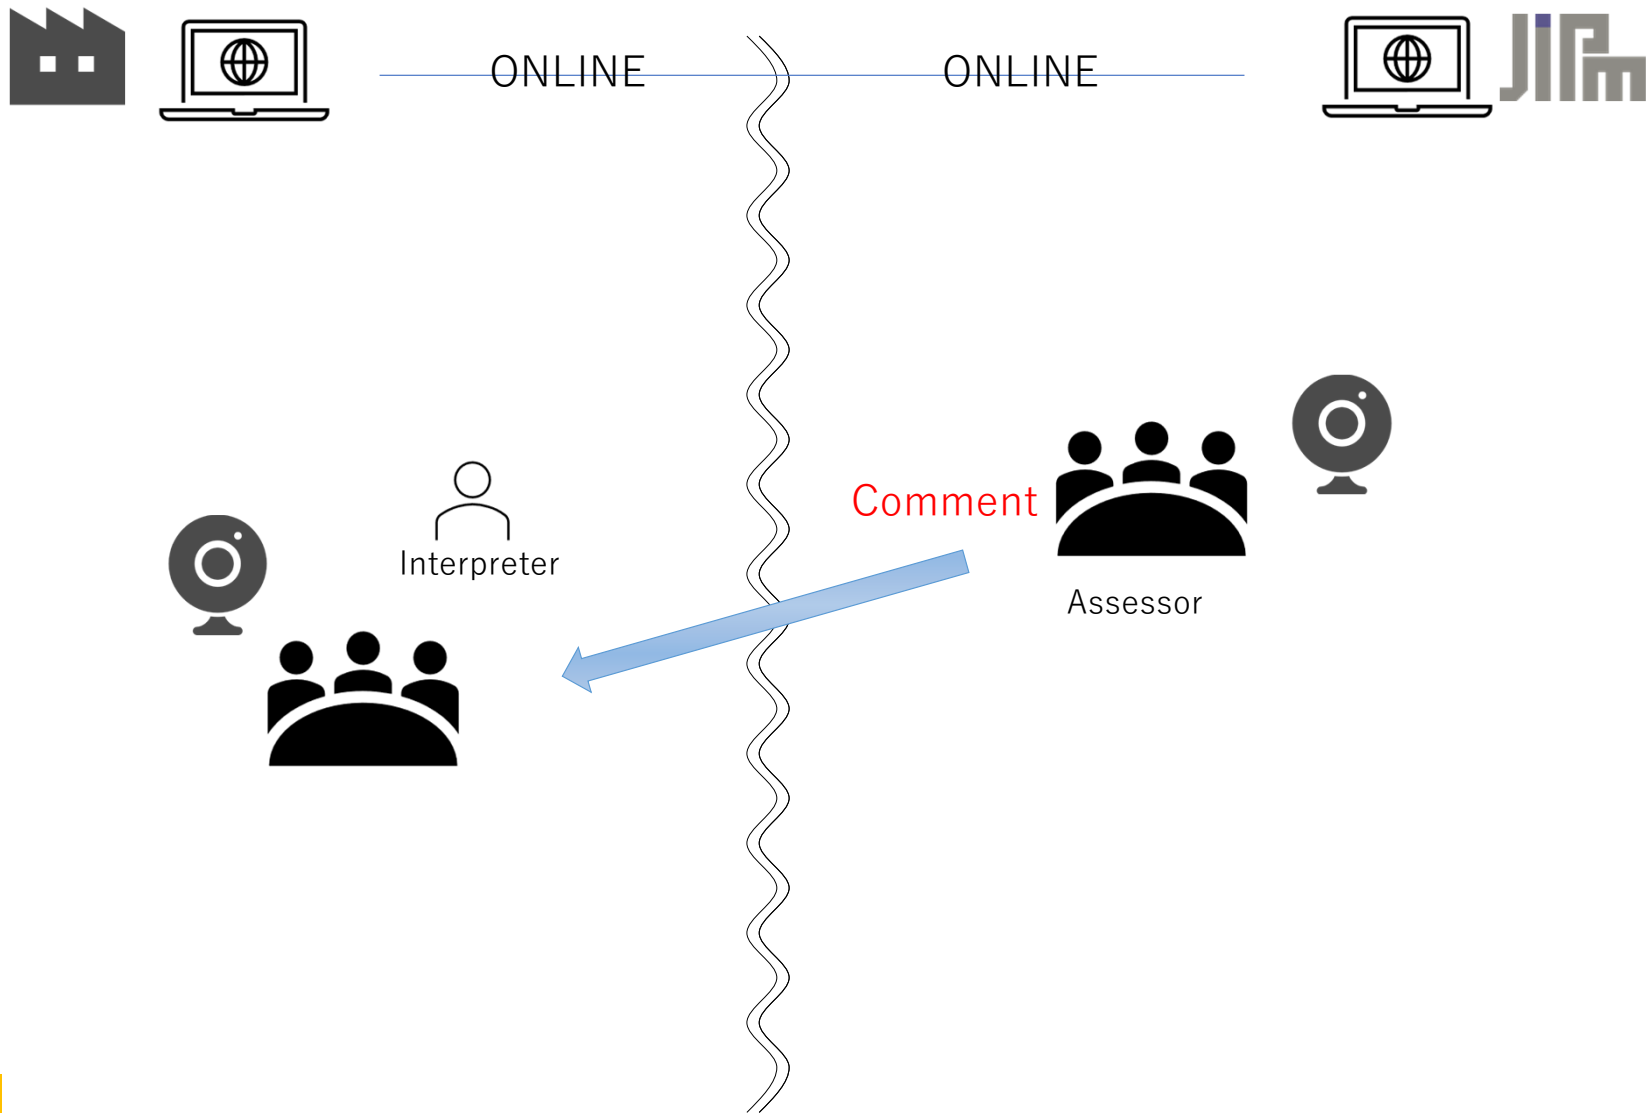 ONLINE
ONLINE
JIPm
Comment
Interpreter
Assessor